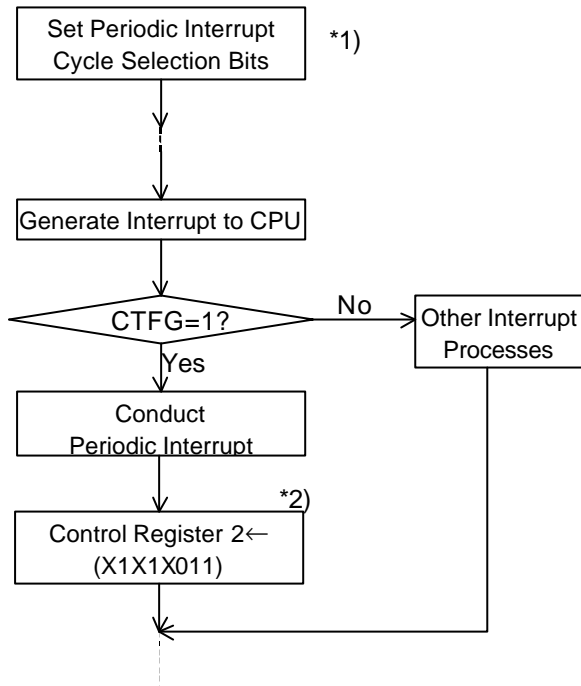 Set Periodic Interrupt
Cycle Selection Bits
*1)
Generate Interrupt to CPU
CTFG=1?
No
Other Interrupt
Processes
Yes
Conduct
Periodic Interrupt
*2)
Control Register 2←
(X1X1X011)